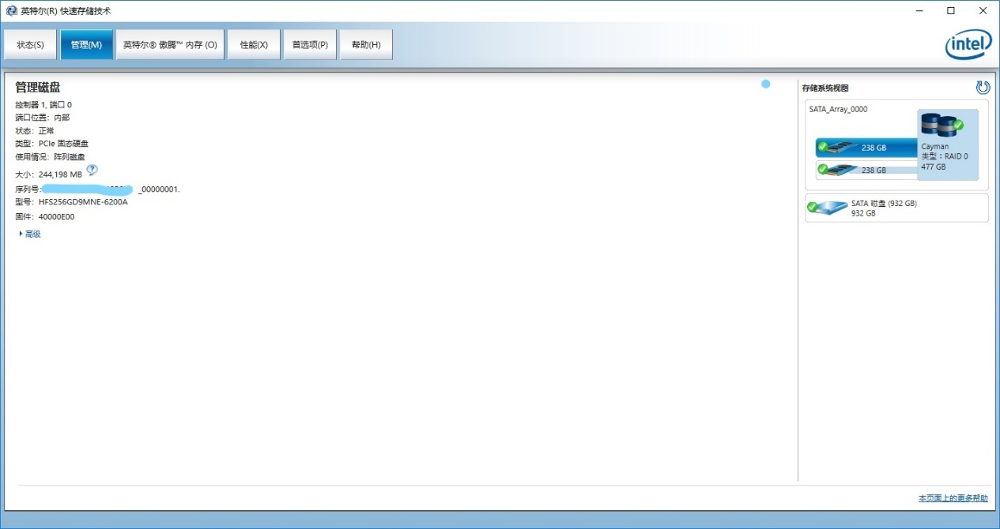 英特尔(R) 快速存储技术
状态(S) 管理(M) 英特尔® 傲腾™ 内存 (O) 性能(X) 首选项(P) 帮助(H)
intel
管理磁盘
控制器 1, 端口 0
端口位置: 内部
状态: 正常
类型: PCIe 固态硬盘
使用情况: 阵列磁盘
大小: 244,198 MB
序列号: _00000001.
型号: HFS256GD9MNE-6200A
固件: 40000E00
高级
存储系统视图
SATA_Array_0000
238 GB
238 GB
Cayman
类型：RAID 0
477 GB
SATA 磁盘 (932 GB)
932 GB
本页面上的更多帮助